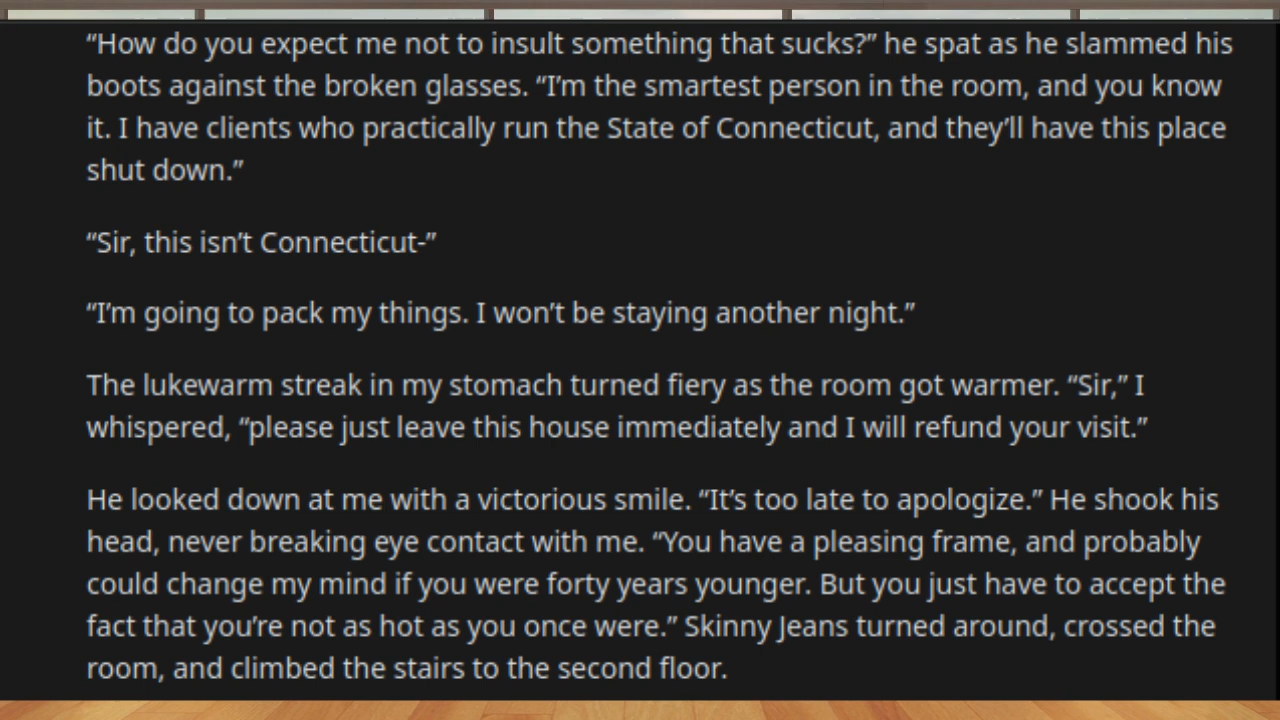 “How do you expect me not to insult something that sucks?” he spat as he slammed his
boots against the broken glasses. “I’m the smartest person in the room, and you know
it. I have clients who practically run the State of Connecticut, and they’ll have this place
shut down.”
“Sir, this isn’t Connecticut-”
“I’m going to pack my things. I won’t be staying another night.”
The lukewarm streak in my stomach turned fiery as the room got warmer. “Sir,” I
whispered, “please just leave this house immediately and I will refund your visit.”
He looked down at me with a victorious smile. “It’s too late to apologize.” He shook his
head, never breaking eye contact with me. “You have a pleasing frame, and probably
could change my mind if you were forty years younger. But you just have to accept the
fact that you’re not as hot as you once were.” Skinny Jeans turned around, crossed the
room, and climbed the stairs to the second floor.